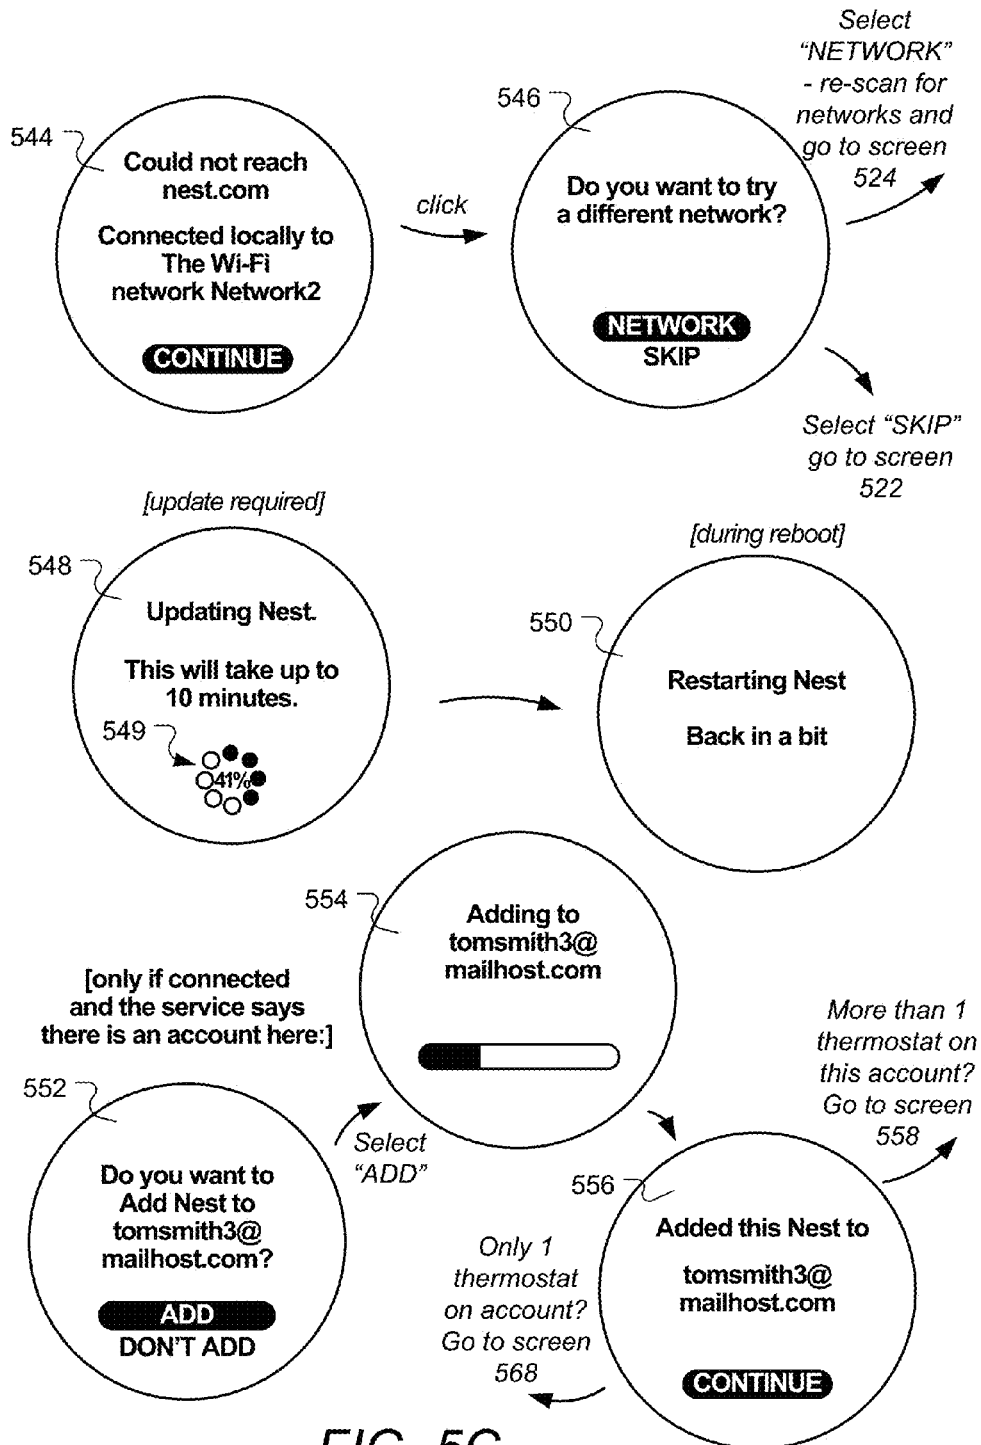 Select
“NETWORK”
- re-scan for
networks and
go to screen
524
544
Could not reach
nest.com
Connected locally to
The Wi-Fi
network Network2
CONTINUE
click
546
Do you want to try
a different network?
NETWORK
SKIP
Select “SKIP”
go to screen
522
[update required]
548
Updating Nest.
This will take up to
10 minutes.
549
41%
[during reboot]
550
Restarting Nest
Back in a bit
554
Adding to
tomsmith3@
mailhost.com
[only if connected
and the service says
there is an account here:]
552
Do you want to
Add Nest to
tomsmith3@
mailhost.com?
ADD
DON'T ADD
Select
“ADD”
More than 1
thermostat on
this account?
Go to screen
558
556
Added this Nest to
tomsmith3@
mailhost.com
CONTINUE
Only 1
thermostat
on account?
Go to screen
568
FIG. 5C